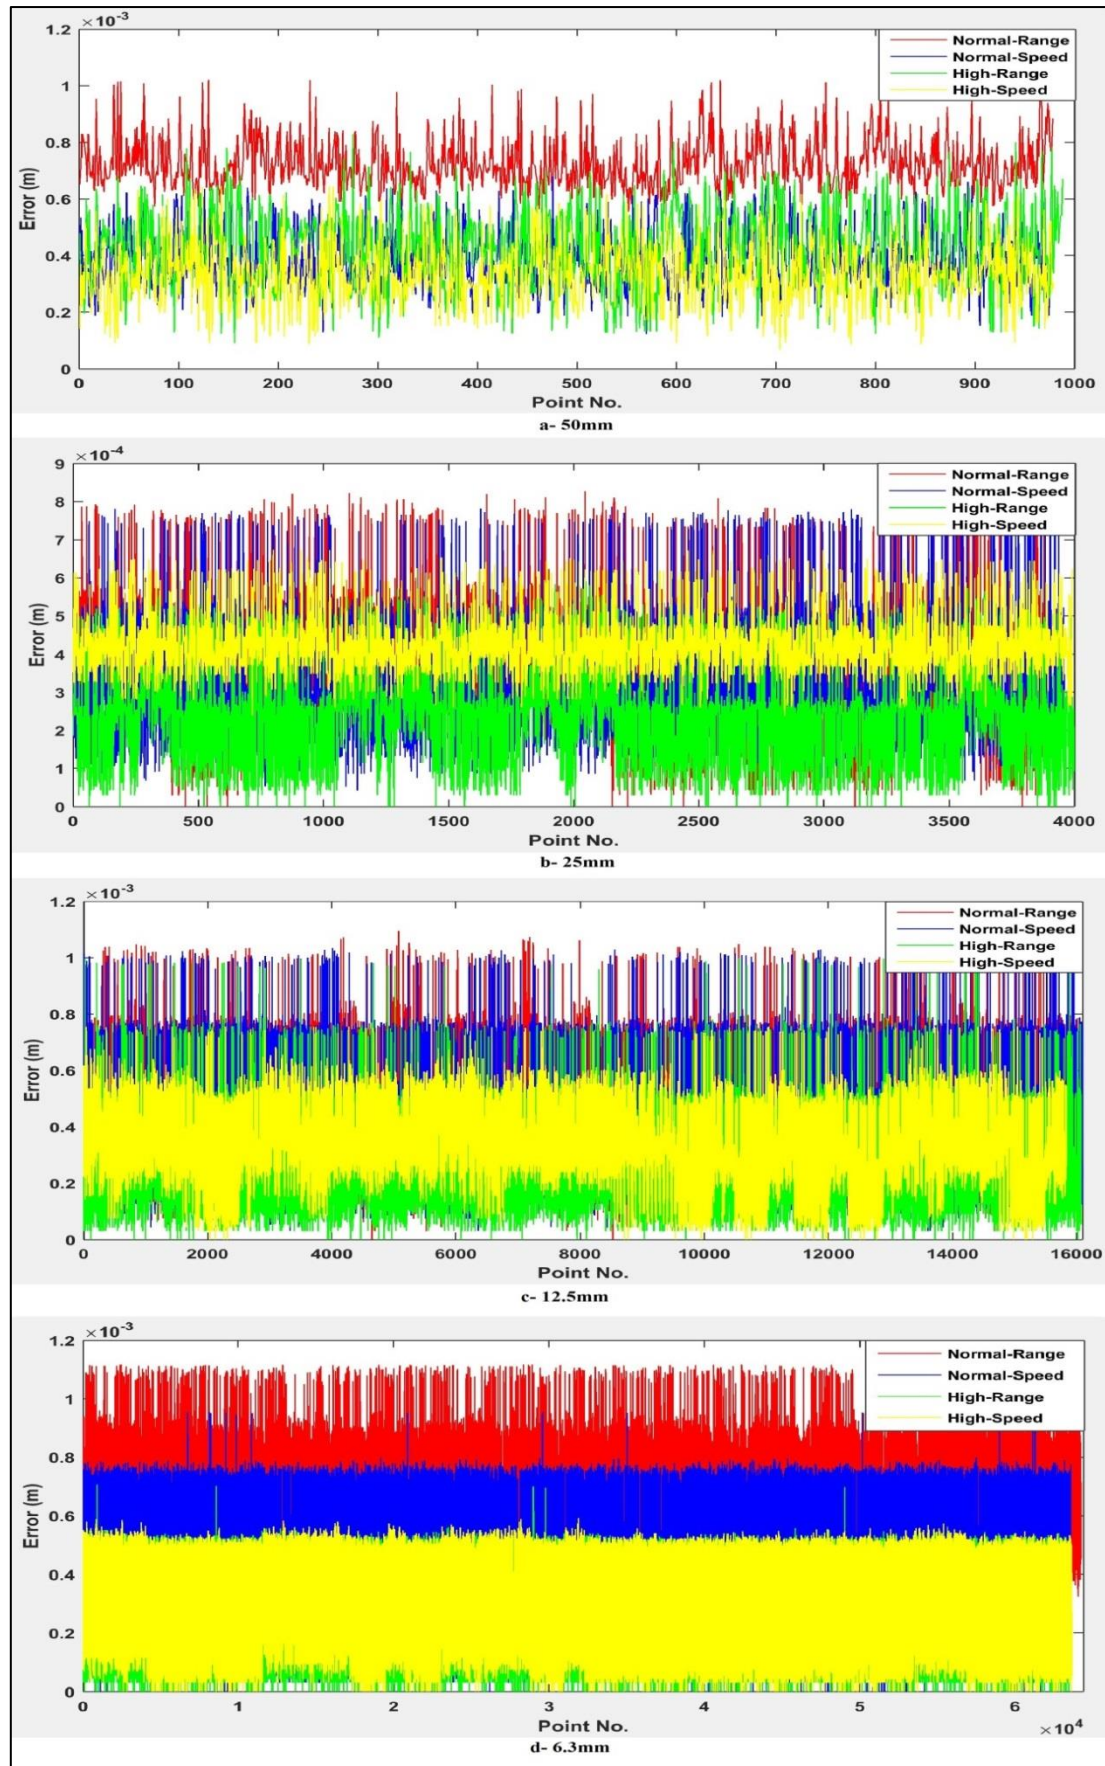 ×10⁻³
1.2
1
0.8
0.6
0.4
0.2
0
Error (m)
Normal-Range
Normal-Speed
High-Range
High-Speed
0 100 200 300 400 500 600 700 800 900 1000
Point No.
a- 50mm
×10⁻⁴
9
8
7
6
5
4
3
2
1
0
Error (m)
Normal-Range
Normal-Speed
High-Range
High-Speed
0 500 1000 1500 2000 2500 3000 3500 4000
Point No.
b- 25mm
×10⁻³
1.2
1
0.8
0.6
0.4
0.2
0
Error (m)
Normal-Range
Normal-Speed
High-Range
High-Speed
0 2000 4000 6000 8000 10000 12000 14000 16000
Point No.
c- 12.5mm
×10⁻³
1.2
1
0.8
0.6
0.4
0.2
0
Error (m)
Normal-Range
Normal-Speed
High-Range
High-Speed
0 1 2 3 4 5 6
Point No.
×10⁴
d- 6.3mm